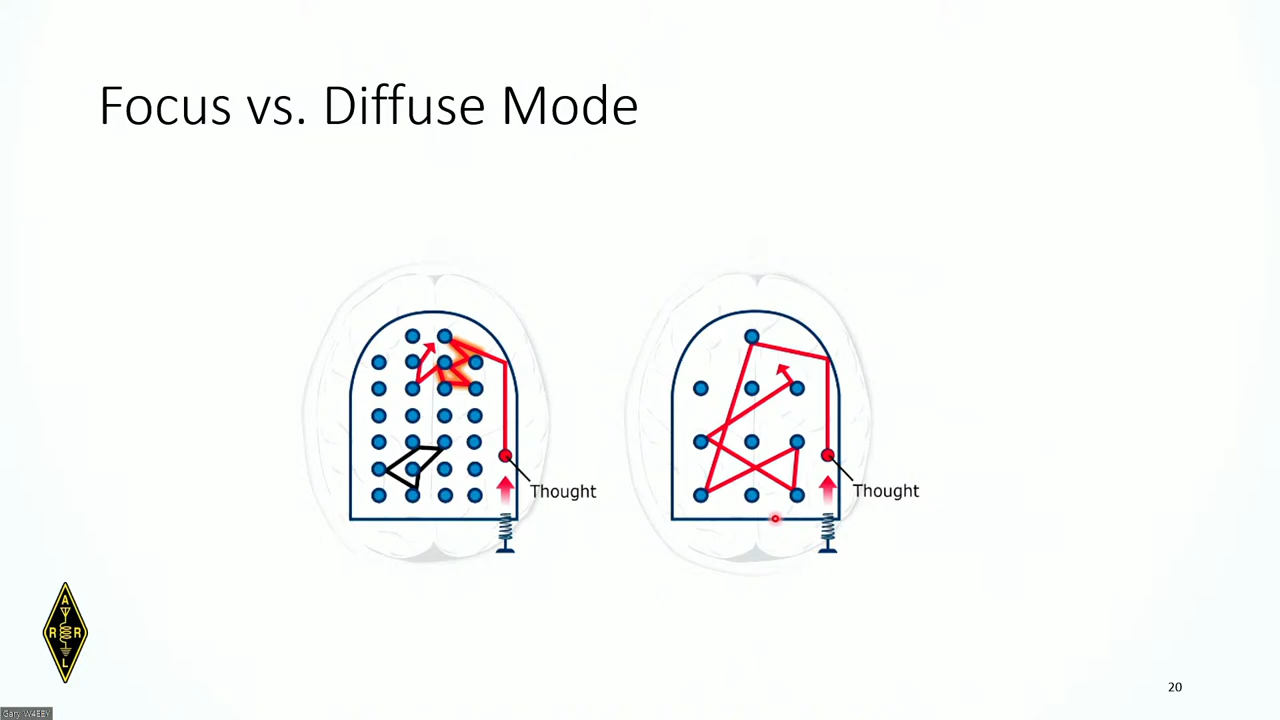 Focus vs. Diffuse Mode
Thought
Thought
A
R R
L
20
Gary W4EEY